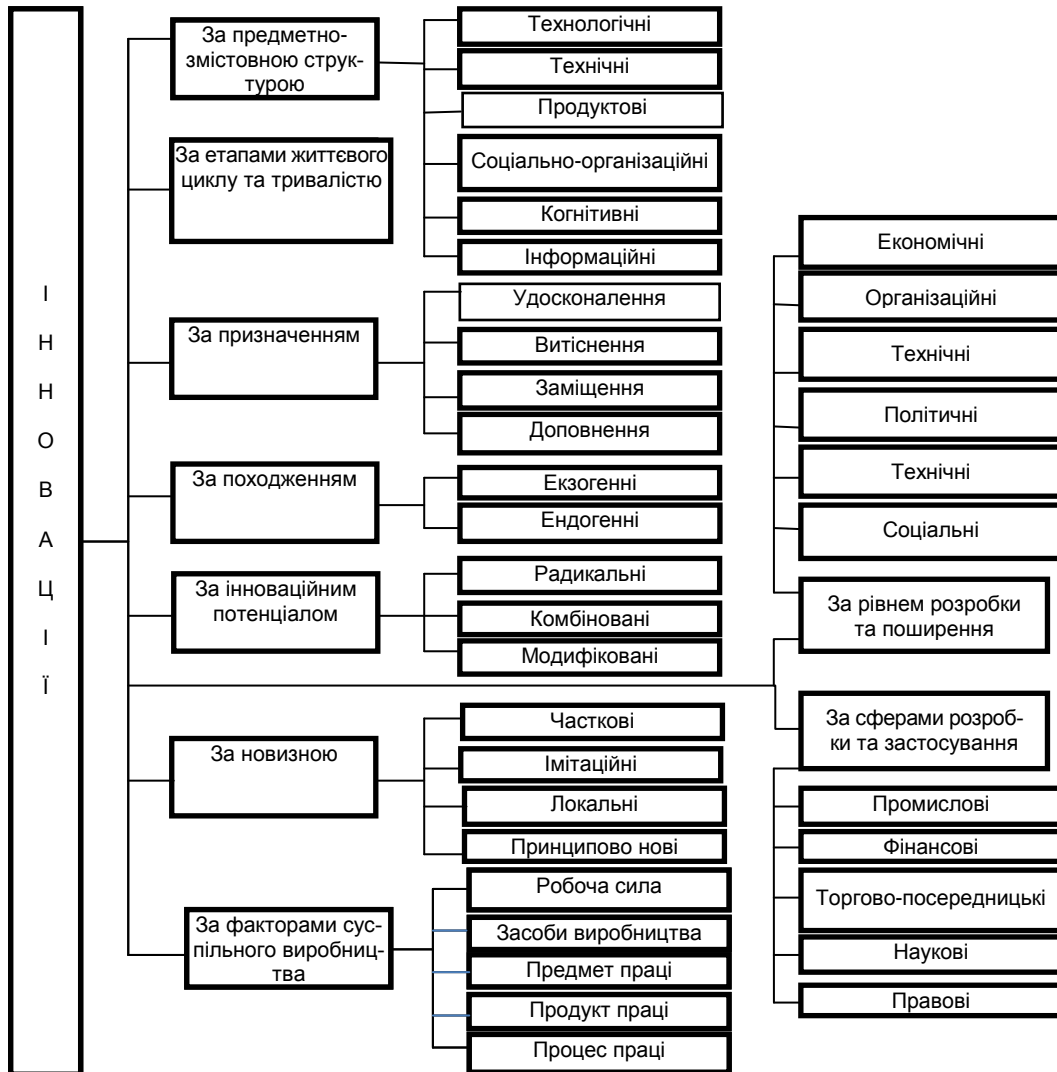 І
Н
Н
О
В
А
Ц
І
Ї
За предметно-
змістовною струк-
турою
Технологічні
Технічні
Продуктові
Соціально-організаційні
Когнітивні
Інформаційні
За етапами життєвого
циклу та тривалістю
За призначенням
Удосконалення
Витіснення
Заміщення
Доповнення
За походженням
Екзогенні
Ендогенні
За інноваційним
потенціалом
Радикальні
Комбіновані
Модифіковані
За новизною
Часткові
Імітаційні
Локальні
Принципово нові
За факторами сус-
пільного виробниц-
тва
Робоча сила
Засоби виробництва
Предмет праці
Продукт праці
Процес праці
Економічні
Організаційні
Технічні
Політичні
Технічні
Соціальні
За рівнем розробки
та поширення
За сферами розроб-
ки та застосування
Промислові
Фінансові
Торгово-посередницькі
Наукові
Правові